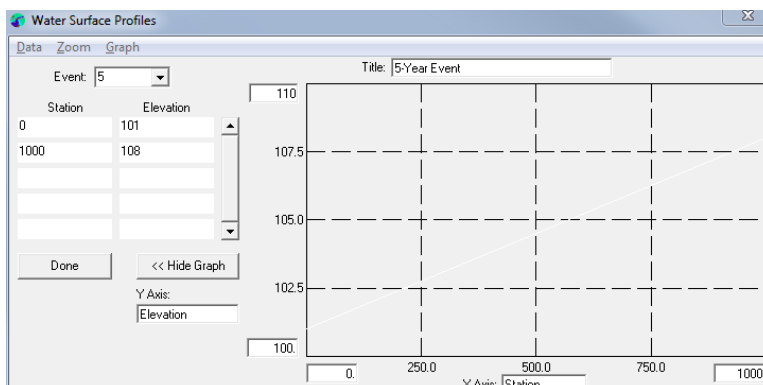 Water Surface Profiles
Data Zoom Graph
Event: 5
Title: 5-Year Event
Station Elevation
0 101
1000 108
Done << Hide Graph
Y Axis:
Elevation
110
107.5
105.0
102.5
100.
0. 250.0 500.0 750.0 1000
X Axis: Station